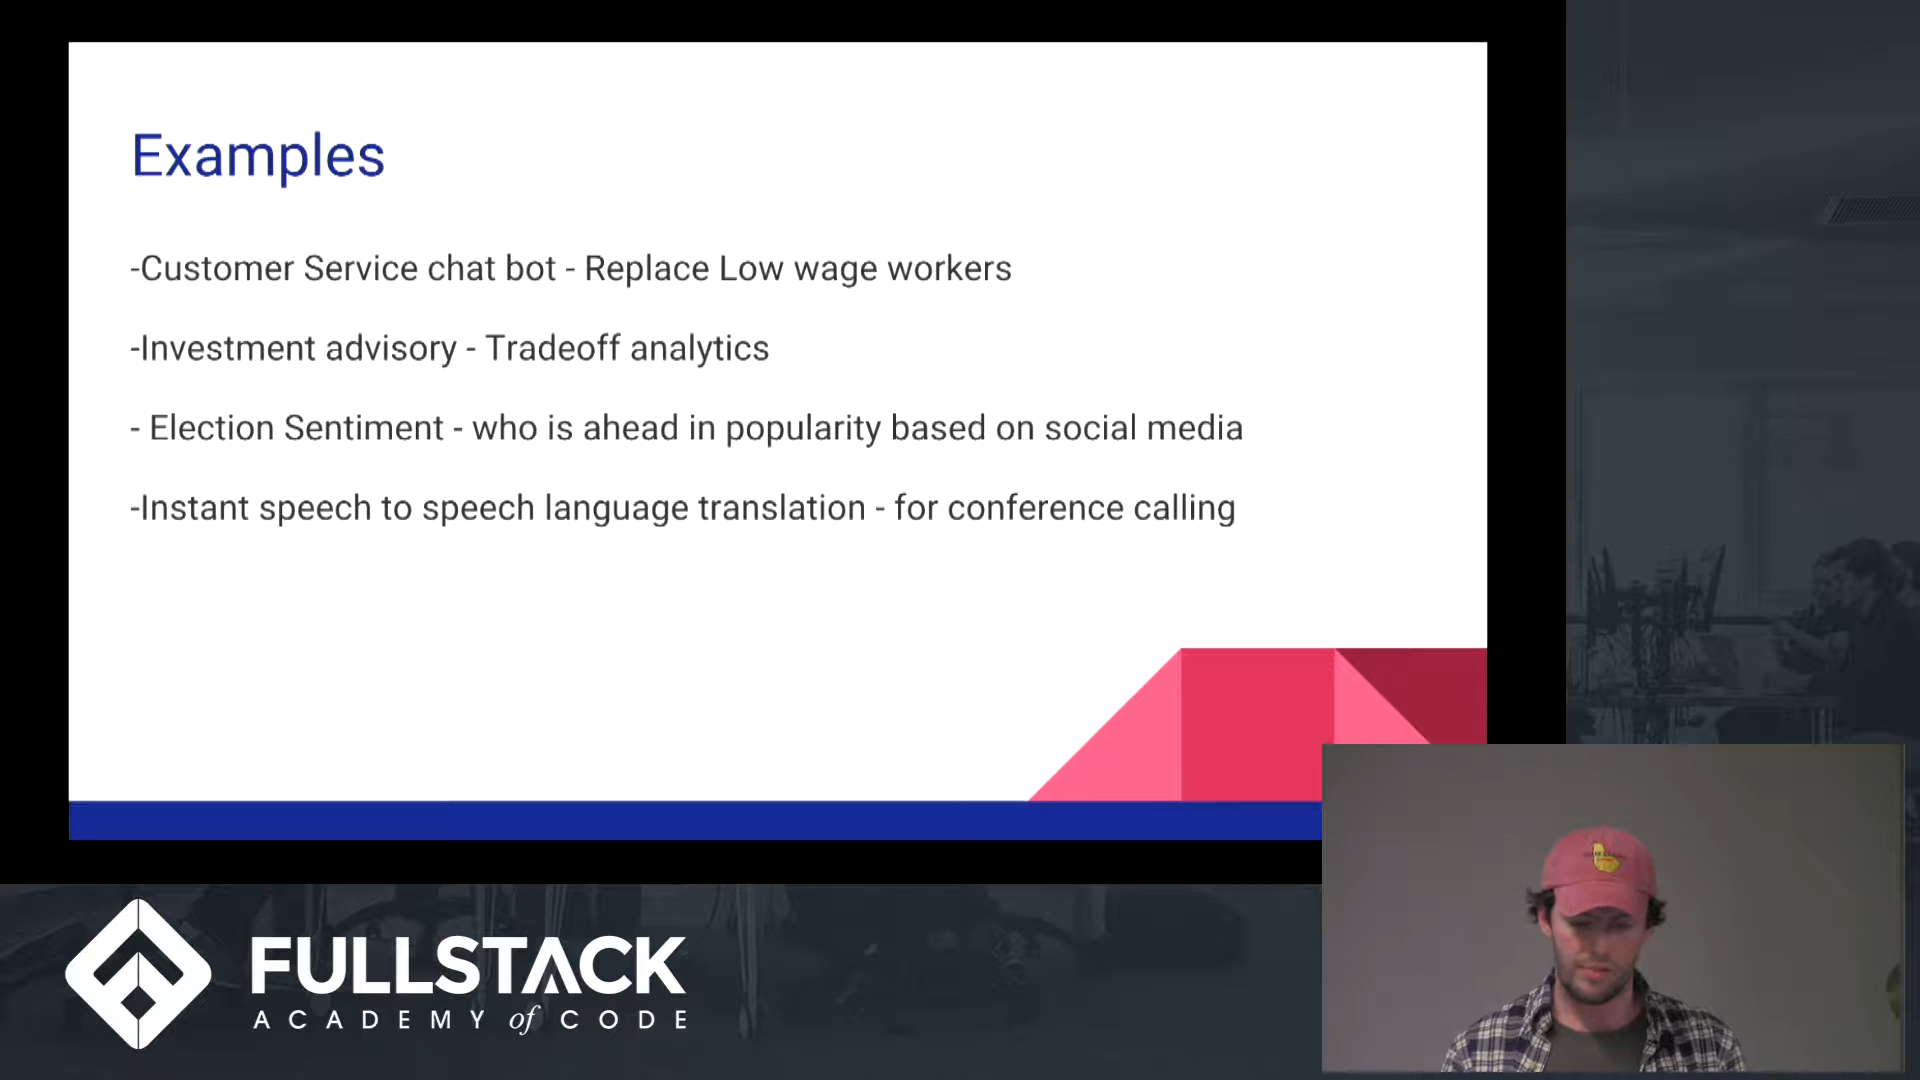 Examples
-Customer Service chat bot - Replace Low wage workers
-Investment advisory - Tradeoff analytics
- Election Sentiment - who is ahead in popularity based on social media
-Instant speech to speech language translation - for conference calling
FULLSTACK
ACADEMY of CODE